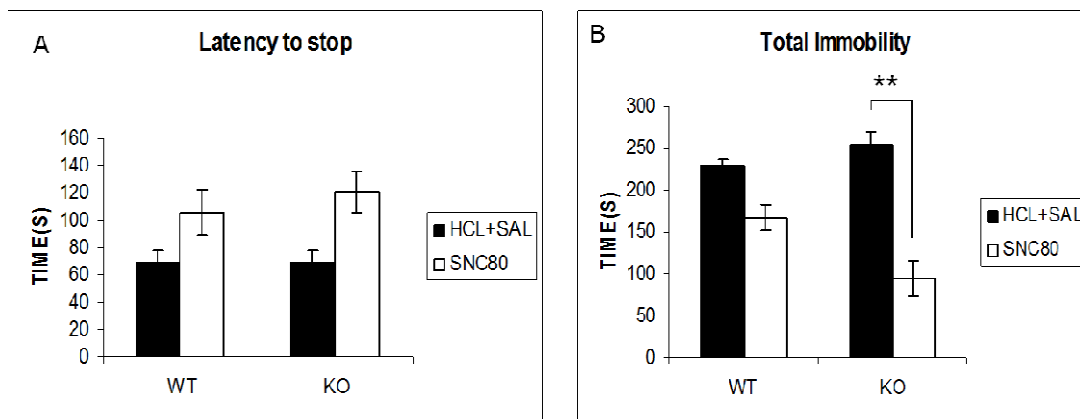 A
Latency to stop
TIME(S)
160
140
120
100
80
60
40
20
0
WT
KO
HCL+SAL
SNC80
B
Total Immobility
**
TIME(S)
300
250
200
150
100
50
0
WT
KO
HCL+SAL
SNC80